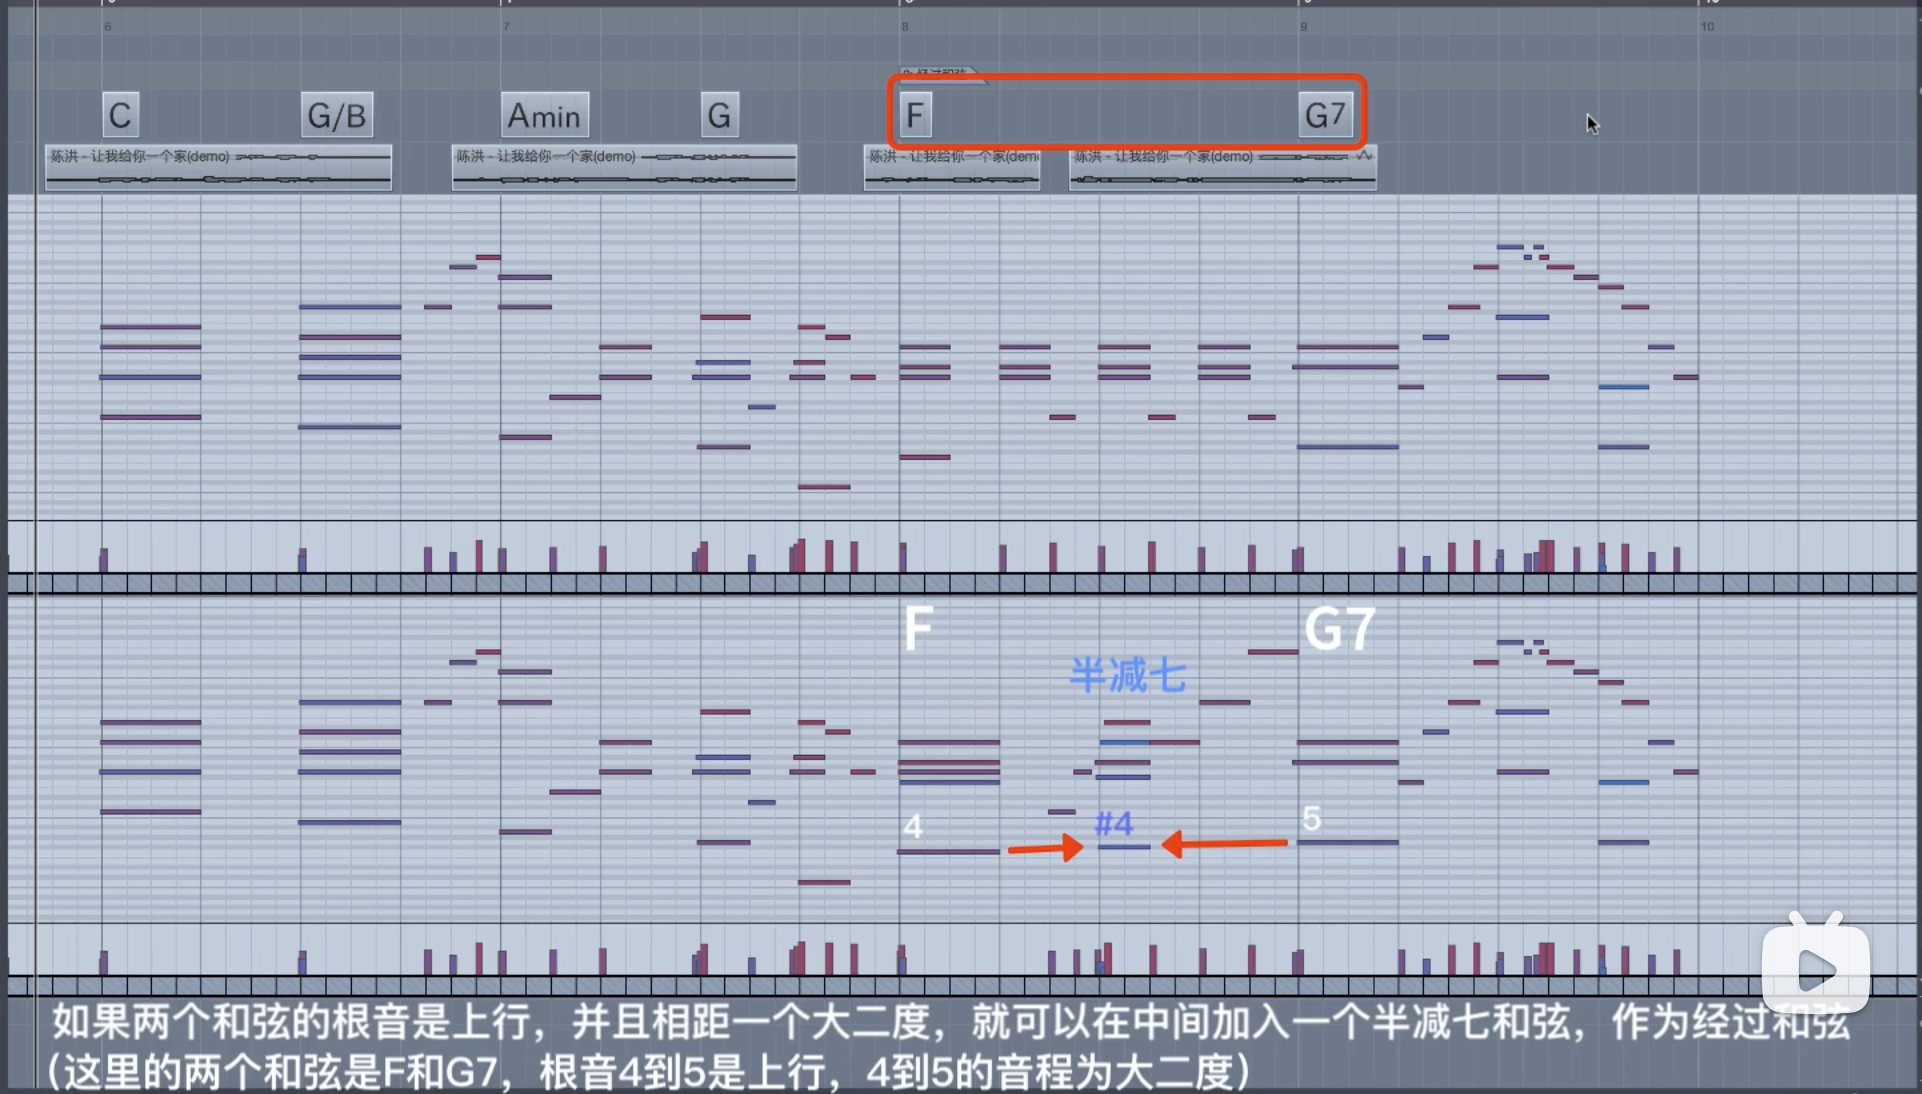 6 7 8 9 10
C G/B Amin G F G7
陈洪 - 让我给你一个家(demo) 陈洪 - 让我给你一个家(demo) 陈洪 - 让我给你一个家(dem 陈洪 - 让我给你一个家(demo)
F G7
半减七
4 #4 5
如果两个和弦的根音是上行，并且相距一个大二度，就可以在中间加入一个半减七和弦，作为经过和弦
(这里的两个和弦是F和G7，根音4到5是上行，4到5的音程为大二度)